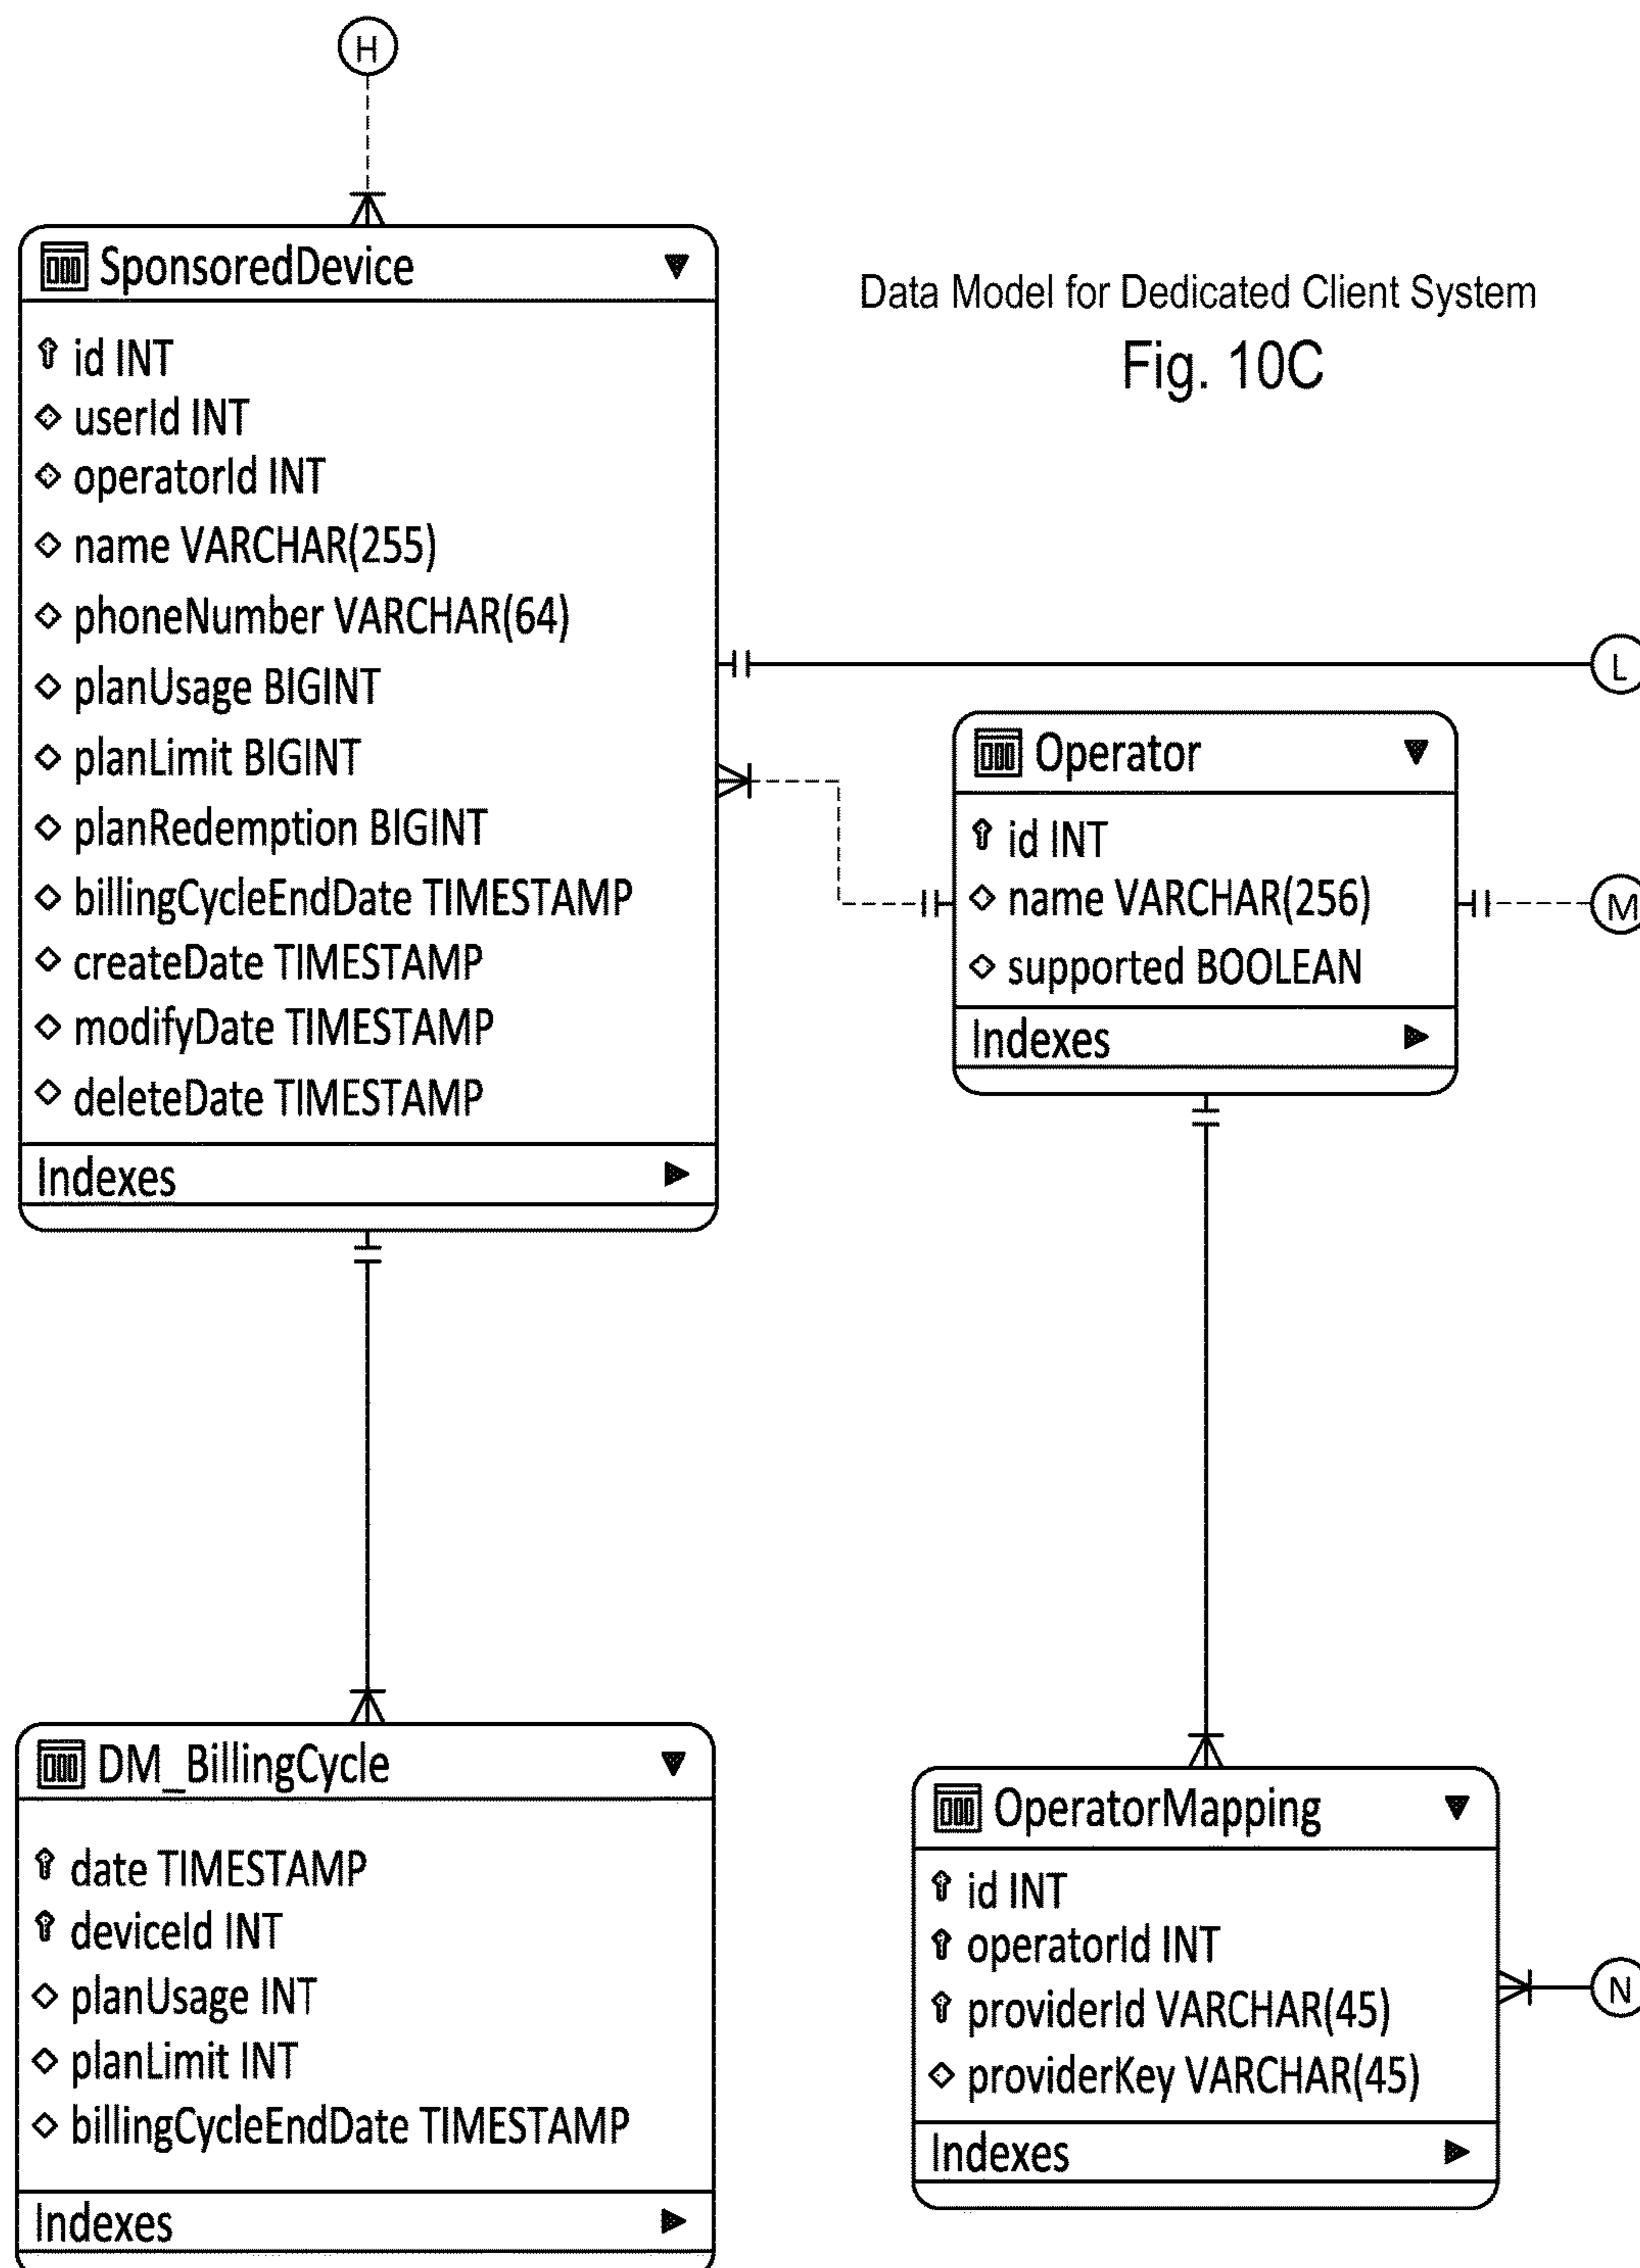 H
SponsoredDevice
id INT
userId INT
operatorId INT
name VARCHAR(255)
phoneNumber VARCHAR(64)
planUsage BIGINT
planLimit BIGINT
planRedemption BIGINT
billingCycleEndDate TIMESTAMP
createDate TIMESTAMP
modifyDate TIMESTAMP
deleteDate TIMESTAMP
Indexes
Data Model for Dedicated Client System
Fig. 10C
L
Operator
id INT
name VARCHAR(256)
supported BOOLEAN
Indexes
M
DM_BillingCycle
date TIMESTAMP
deviceId INT
planUsage INT
planLimit INT
billingCycleEndDate TIMESTAMP
Indexes
OperatorMapping
id INT
operatorId INT
providerId VARCHAR(45)
providerKey VARCHAR(45)
Indexes
N